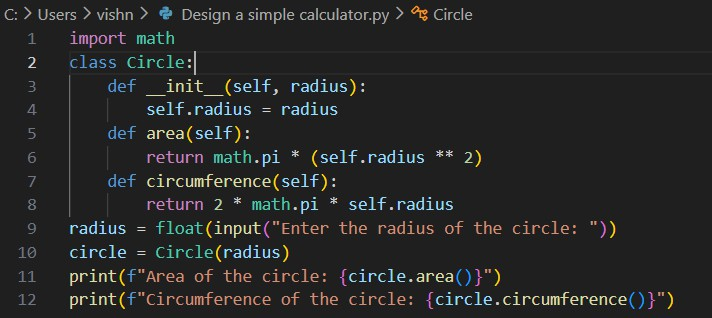 C: > Users > vishn > Design a simple calculator.py > Circle
1 import math
2 class Circle:
3     def __init__(self, radius):
4         self.radius = radius
5     def area(self):
6         return math.pi * (self.radius ** 2)
7     def circumference(self):
8         return 2 * math.pi * self.radius
9 radius = float(input("Enter the radius of the circle: "))
10 circle = Circle(radius)
11 print(f"Area of the circle: {circle.area()}")
12 print(f"Circumference of the circle: {circle.circumference()}")